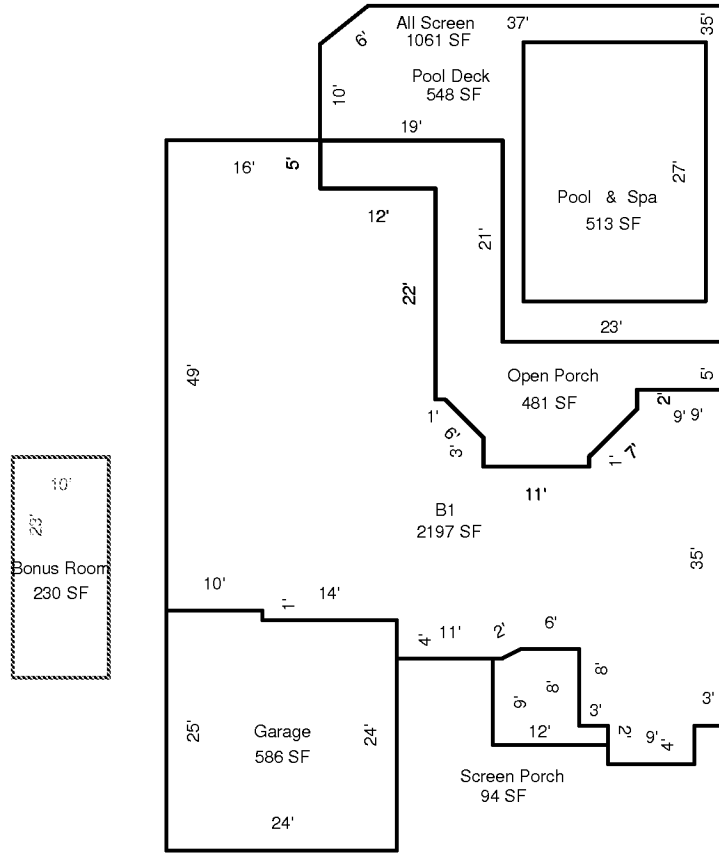 All Screen
1061 SF
37'
35'
6'
Pool Deck
548 SF
10'
19'
16'
5'
27'
Pool & Spa
513 SF
12'
21'
22'
23'
49'
Open Porch
481 SF
5'
2'
9' 9'
1'
6'
3'
1'
7'
10'
11'
B1
2197 SF
23'
35'
Bonus Room
230 SF
10'
1'
14'
4'
11'
2'
6'
8'
8'
9'
3'
3'
25'
Garage
586 SF
24'
12'
2'
9'
4'
Screen Porch
94 SF
24'